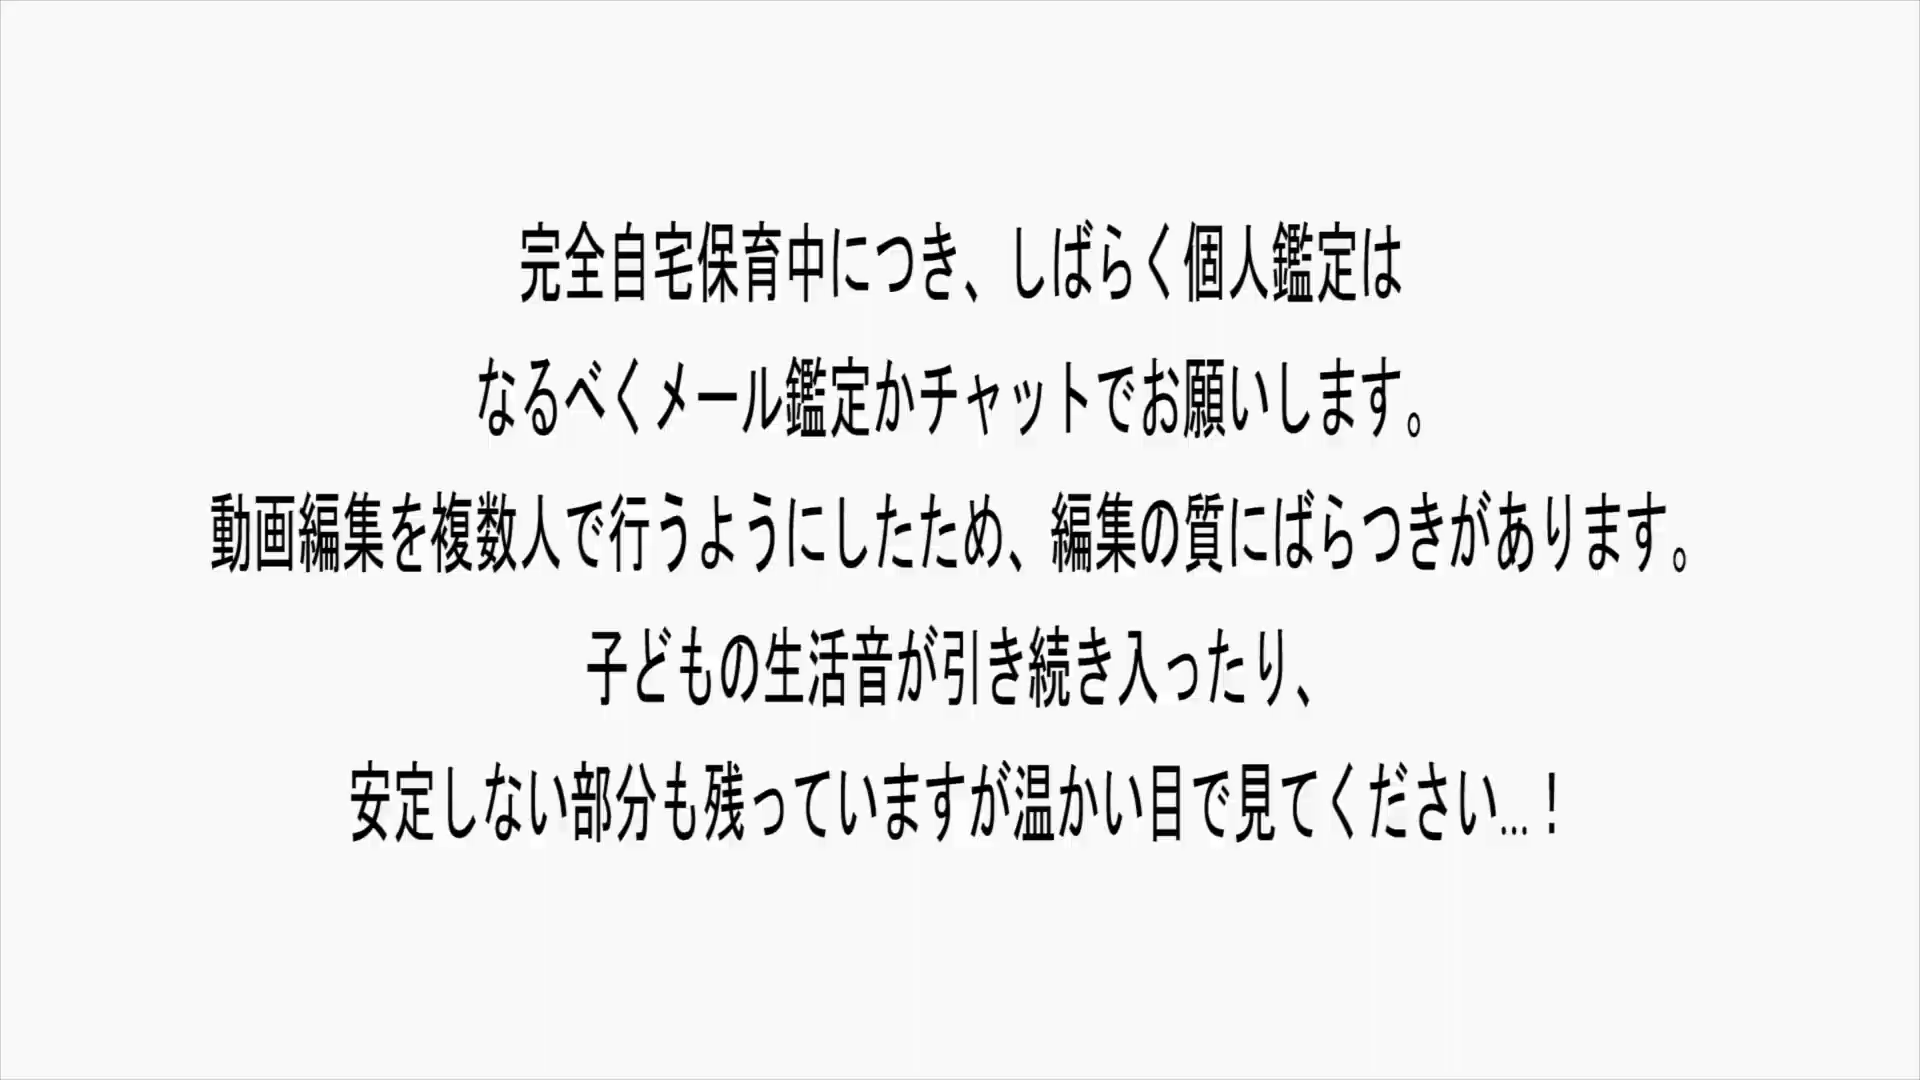 完全自宅保育中につき、しばらく個人鑑定は
なるべくメール鑑定かチャットでお願いします。
動画編集を複数人で行うようにしたため、編集の質にばらつきがあります。
子どもの生活音が引き続き入ったり、
安定しない部分も残っていますが温かい目で見てください...！